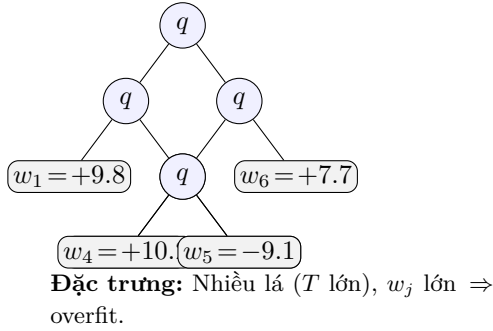 q
q q
w₁=+9.8 q w₆=+7.7
w₄=+10. w₅=−9.1
Đặc trưng: Nhiều lá (T lớn), wⱼ lớn ⇒
overfit.